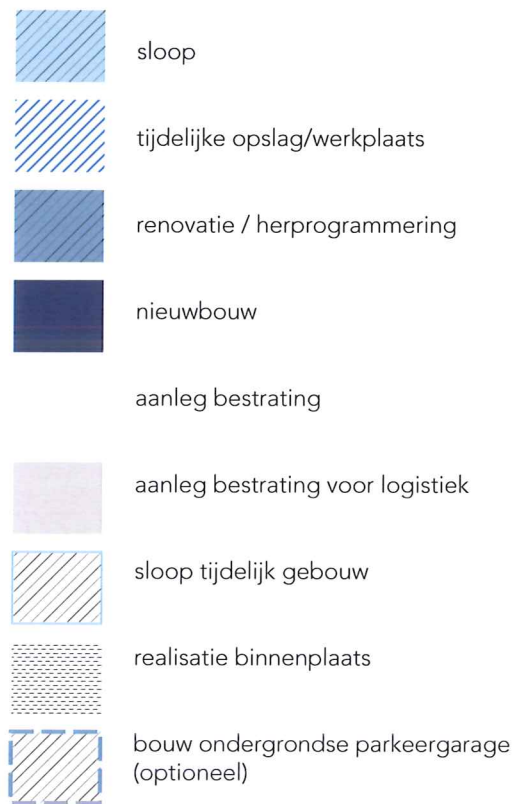 sloop
tijdelijke opslag/werkplaats
renovatie / herprogrammering
nieuwbouw
aanleg bestrating
aanleg bestrating voor logistiek
sloop tijdelijk gebouw
realisatie binnenplaats
bouw ondergrondse parkeergarage
(optioneel)